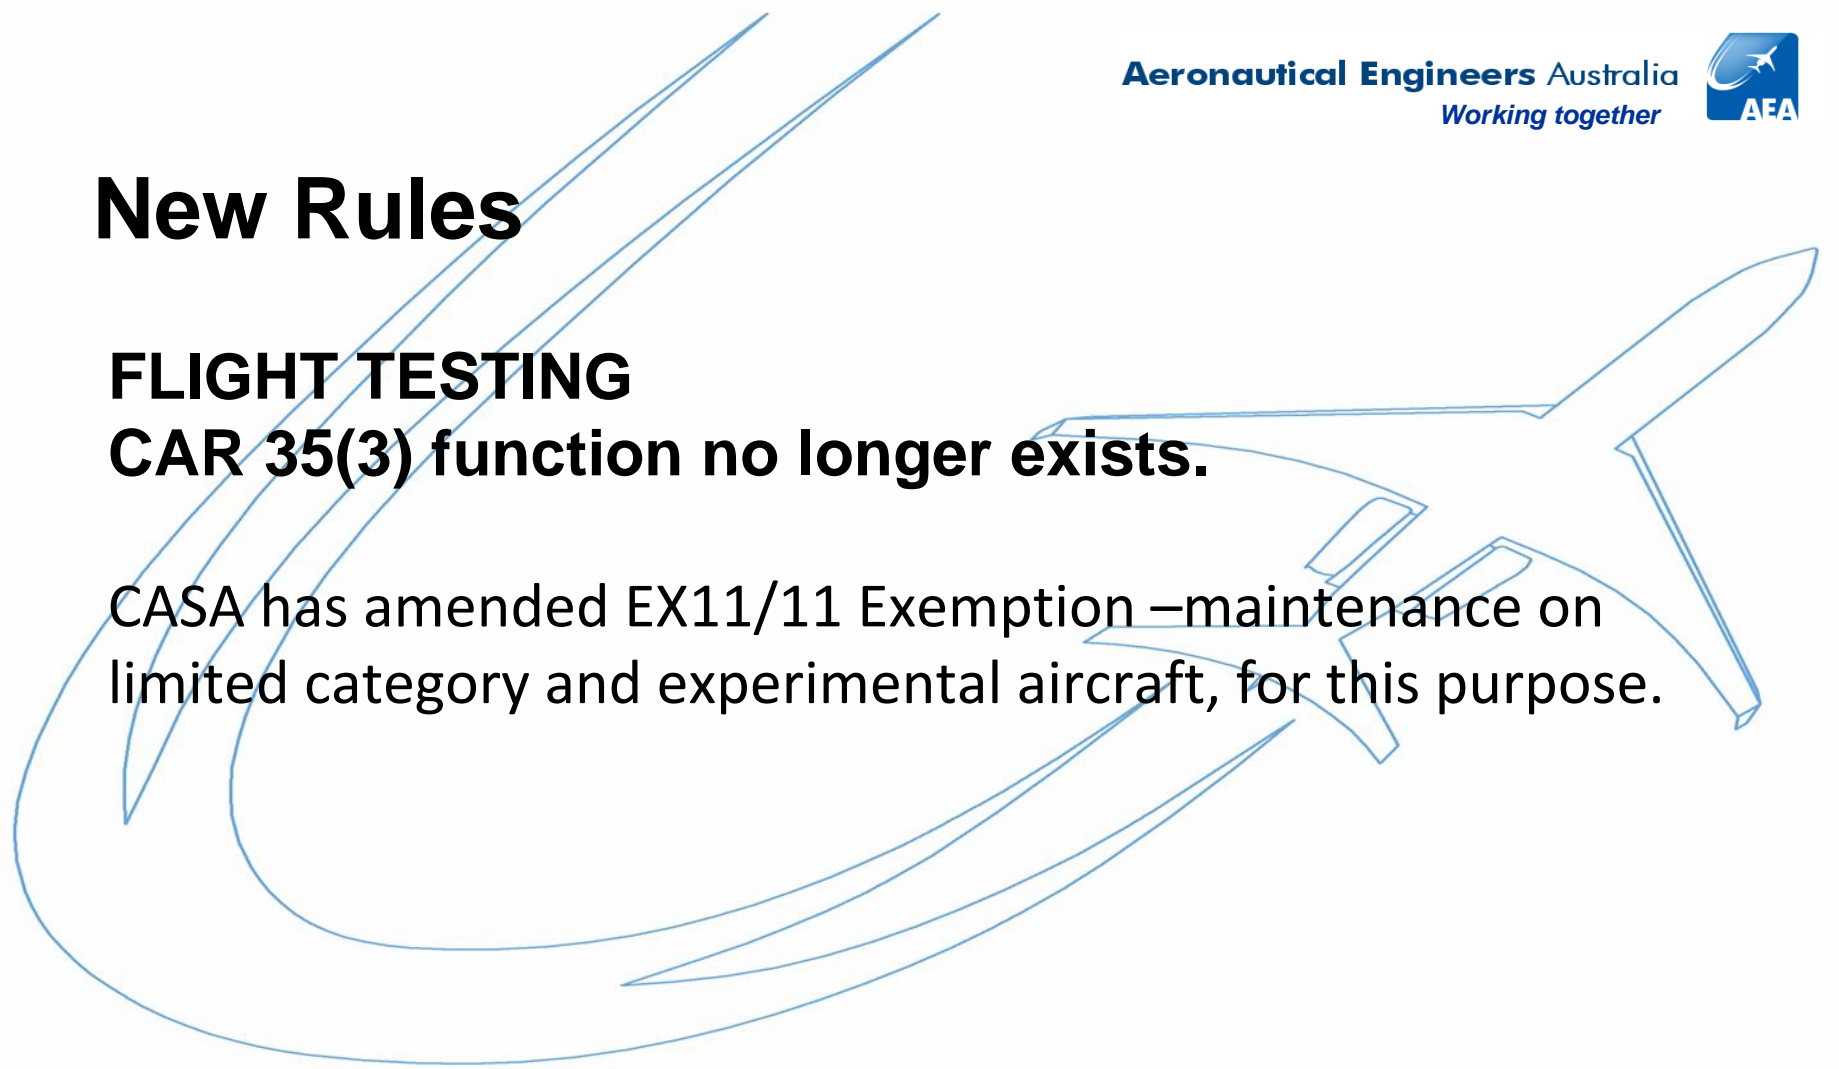 Aeronautical Engineers Australia
Working together
AEA
New Rules
FLIGHT TESTING
CAR 35(3) function no longer exists.
CASA has amended EX11/11 Exemption –maintenance on
limited category and experimental aircraft, for this purpose.